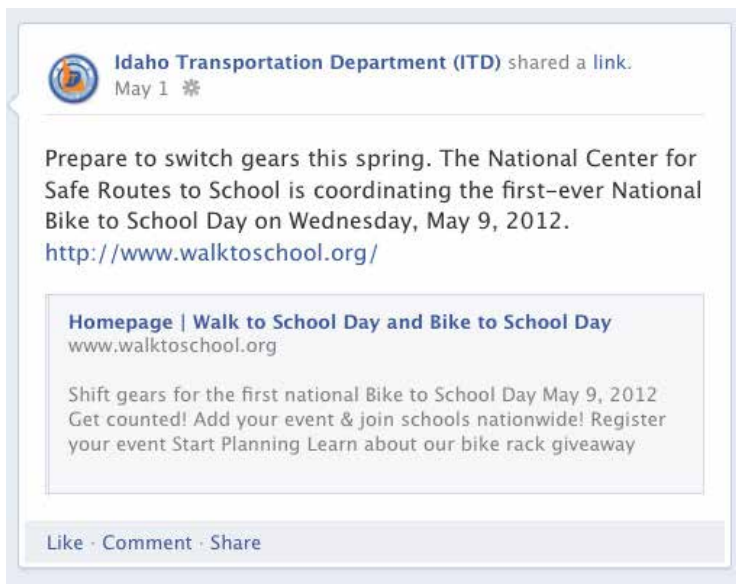 Idaho Transportation Department (ITD) shared a link.
May 1
Prepare to switch gears this spring. The National Center for
Safe Routes to School is coordinating the first-ever National
Bike to School Day on Wednesday, May 9, 2012.
http://www.walktoschool.org/
Homepage | Walk to School Day and Bike to School Day
www.walktoschool.org
Shift gears for the first national Bike to School Day May 9, 2012
Get counted! Add your event & join schools nationwide! Register
your event Start Planning Learn about our bike rack giveaway
Like · Comment · Share